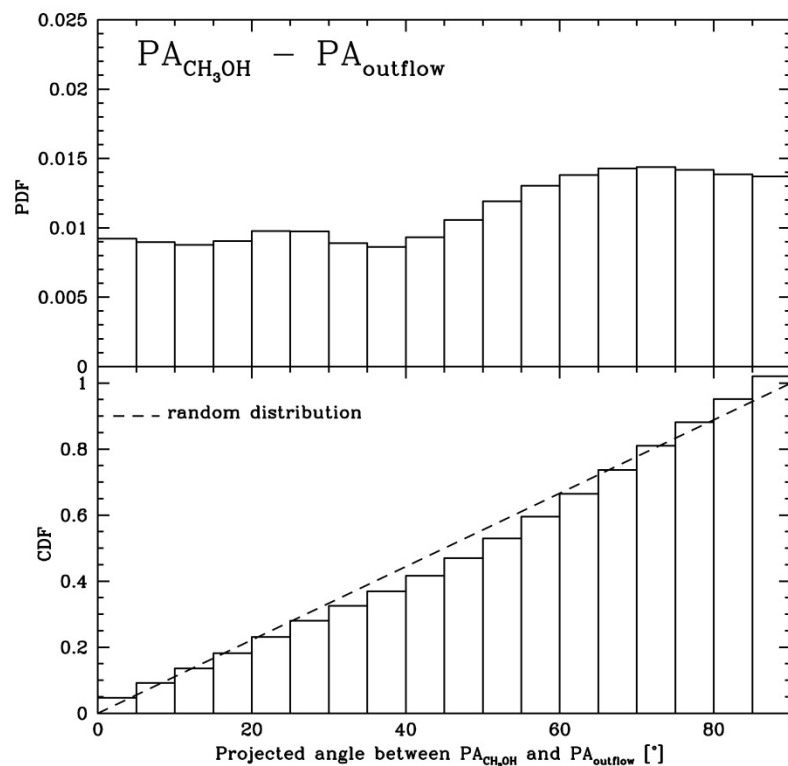 0.025
PA_CH₃OH − PA_outflow
0.02
0.015
PDF
0.01
0.005
0
1
--- random distribution
0.8
0.6
CDF
0.4
0.2
0
0 20 40 60 80
Projected angle between PA_CH₃OH and PA_outflow [°]